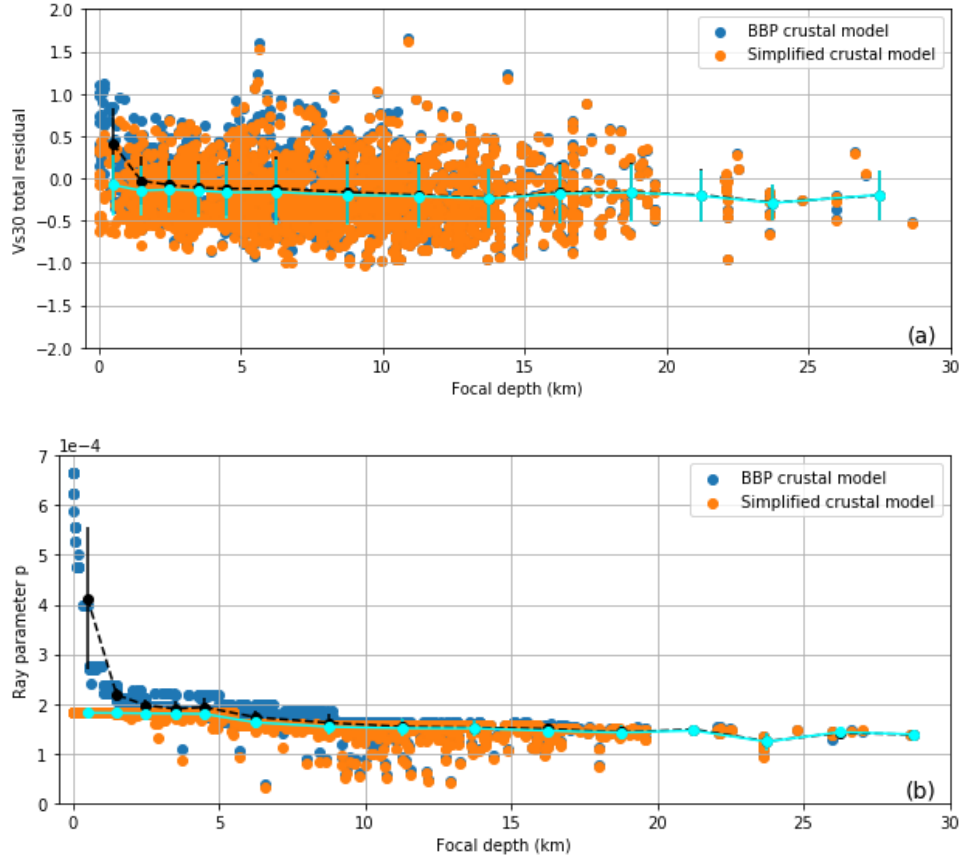 2.0
1.5
1.0
0.5
0.0
−0.5
−1.0
−1.5
−2.0
Vs30 total residual
BBP crustal model
Simplified crustal model
(a)
0 5 10 15 20 25 30
Focal depth (km)
1e−4
7
6
5
4
3
2
1
0
Ray parameter p
BBP crustal model
Simplified crustal model
(b)
0 5 10 15 20 25 30
Focal depth (km)